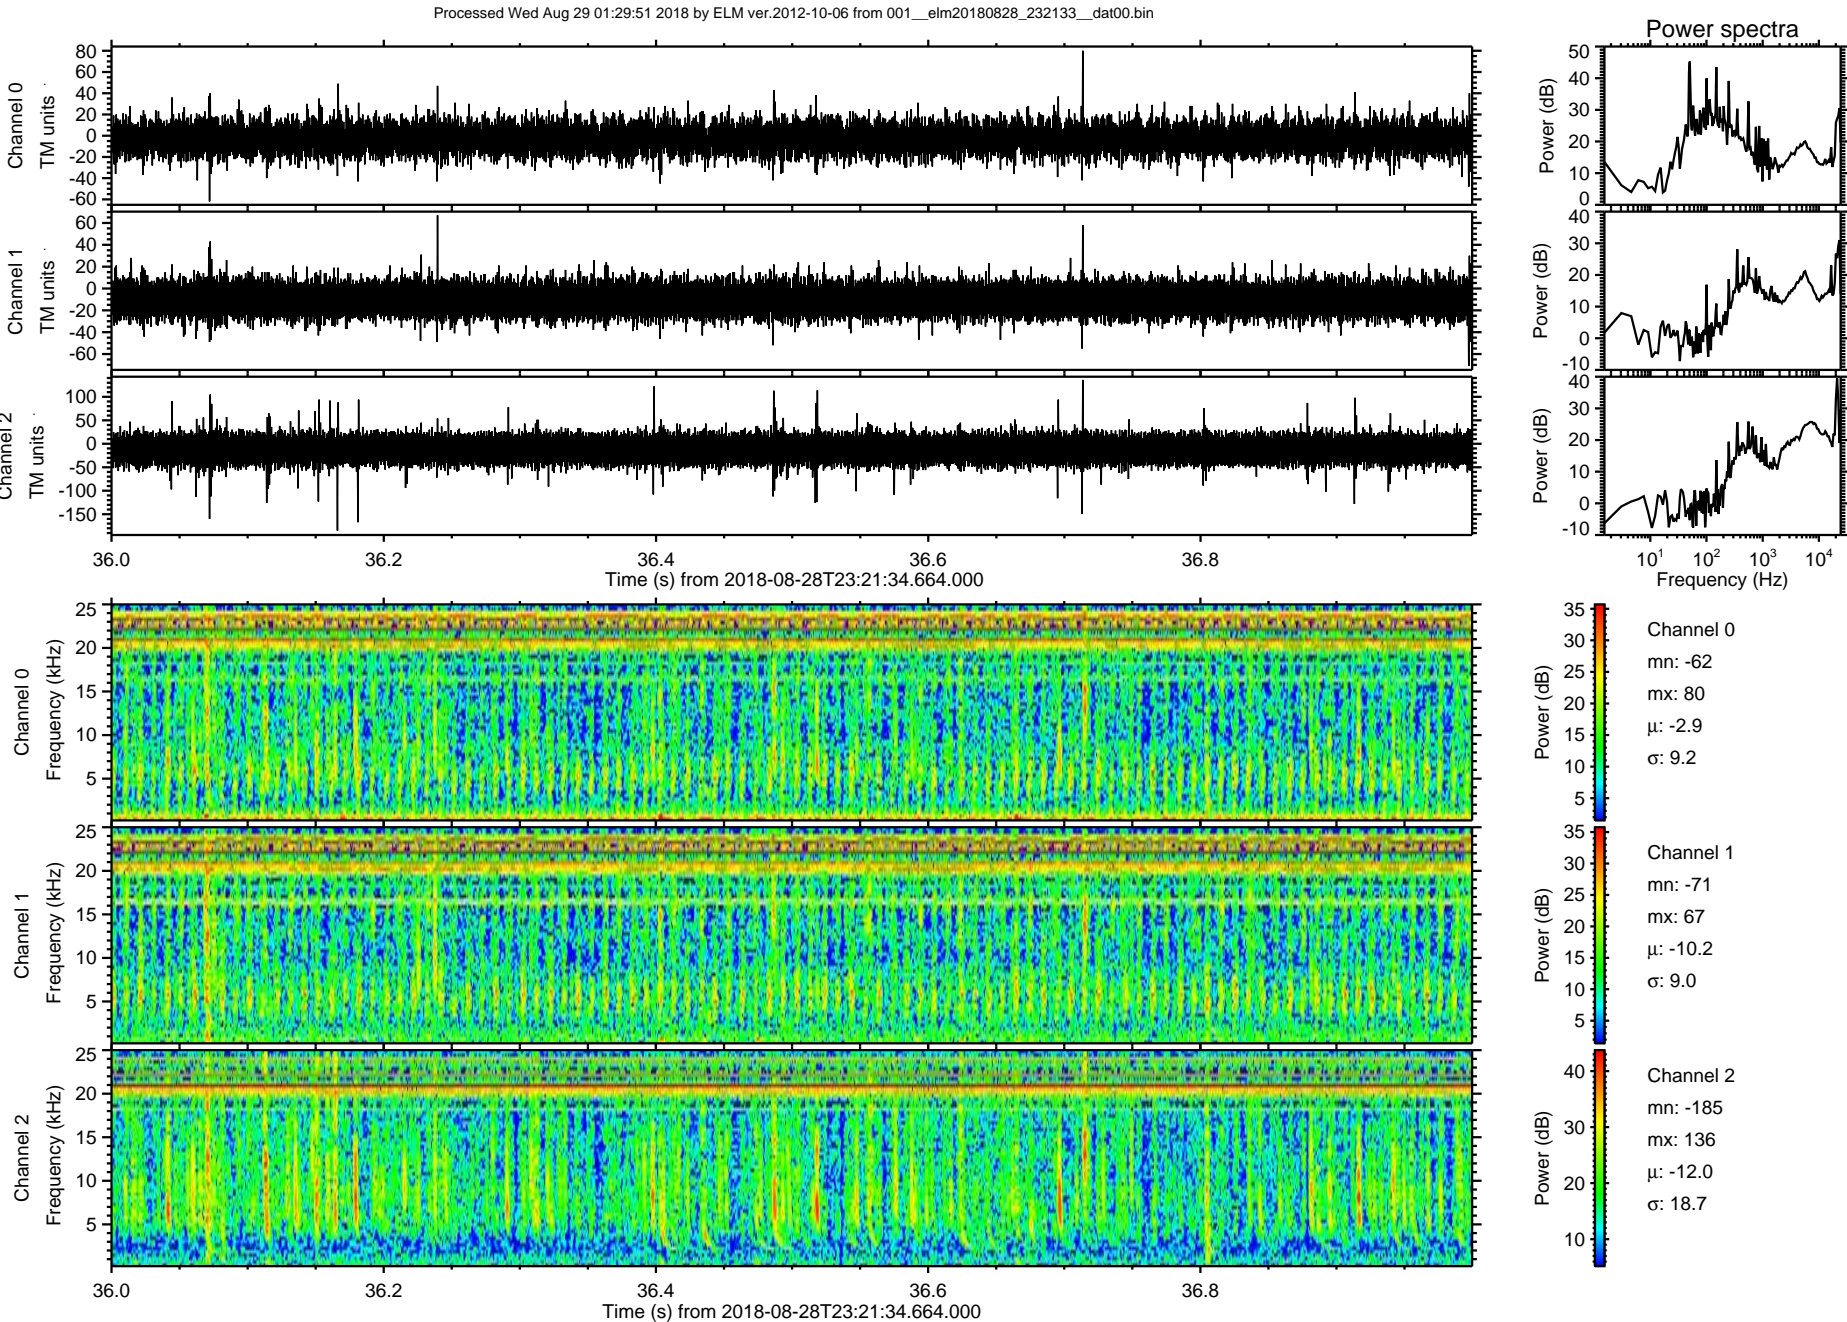 Processed Wed Aug 29 01:29:51 2018 by ELM ver.2012-10-06 from 001__elm20180828_232133__dat00.bin
Power spectra
Channel 0
TM units
80
60
40
20
0
-20
-40
-60
Power (dB)
50
40
30
20
10
0
Channel 1
TM units
60
40
20
0
-20
-40
-60
Power (dB)
40
30
20
10
0
-10
Channel 2
TM units
100
50
0
-50
-100
-150
Power (dB)
40
30
20
10
0
-10
36.0 36.2 36.4 36.6 36.8
Time (s) from 2018-08-28T23:21:34.664.000
10^1 10^2 10^3 10^4
Frequency (Hz)
Channel 0
Frequency (kHz)
25
20
15
10
5
Power (dB)
35
30
25
20
15
10
5
Channel 0
mn: -62
mx: 80
μ: -2.9
σ: 9.2
Channel 1
Frequency (kHz)
25
20
15
10
5
Power (dB)
35
30
25
20
15
10
5
Channel 1
mn: -71
mx: 67
μ: -10.2
σ: 9.0
Channel 2
Frequency (kHz)
25
20
15
10
5
Power (dB)
40
30
20
10
Channel 2
mn: -185
mx: 136
μ: -12.0
σ: 18.7
36.0 36.2 36.4 36.6 36.8
Time (s) from 2018-08-28T23:21:34.664.000